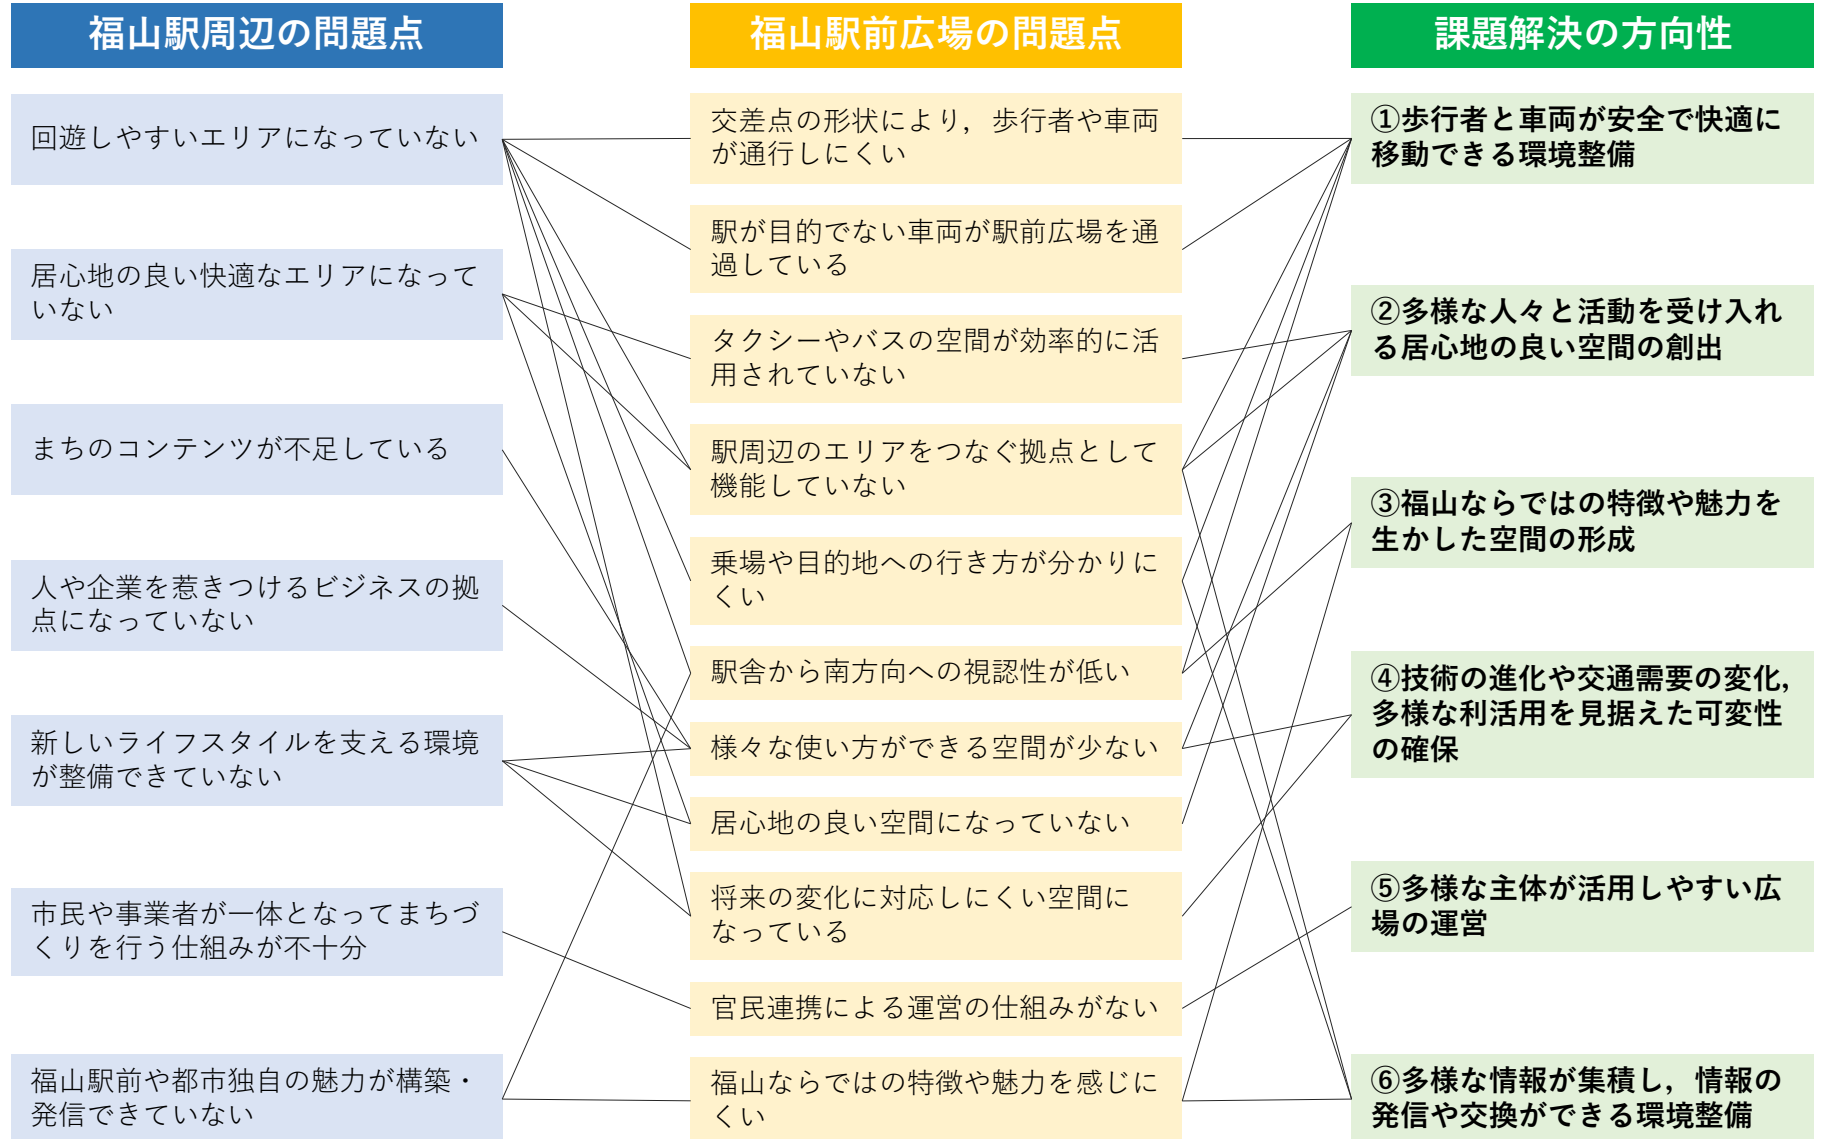 福山駅周辺の問題点
回遊しやすいエリアになっていない
居心地の良い快適なエリアになって
いない
まちのコンテンツが不足している
人や企業を惹きつけるビジネスの拠
点になっていない
新しいライフスタイルを支える環境
が整備できていない
市民や事業者が一体となってまちづ
くりを行う仕組みが不十分
福山駅前や都市独自の魅力が構築・
発信できていない
福山駅前広場の問題点
交差点の形状により，歩行者や車両
が通行しにくい
駅が目的でない車両が駅前広場を通
過している
タクシーやバスの空間が効率的に活
用されていない
駅周辺のエリアをつなぐ拠点として
機能していない
乗場や目的地への行き方が分かりに
くい
駅舎から南方向への視認性が低い
様々な使い方ができる空間が少ない
居心地の良い空間になっていない
将来の変化に対応しにくい空間に
なっている
官民連携による運営の仕組みがない
福山ならではの特徴や魅力を感じに
くい
課題解決の方向性
①歩行者と車両が安全で快適に
移動できる環境整備
②多様な人々と活動を受け入れ
る居心地の良い空間の創出
③福山ならではの特徴や魅力を
生かした空間の形成
④技術の進化や交通需要の変化，
多様な利活用を見据えた可変性
の確保
⑤多様な主体が活用しやすい広
場の運営
⑥多様な情報が集積し，情報の
発信や交換ができる環境整備